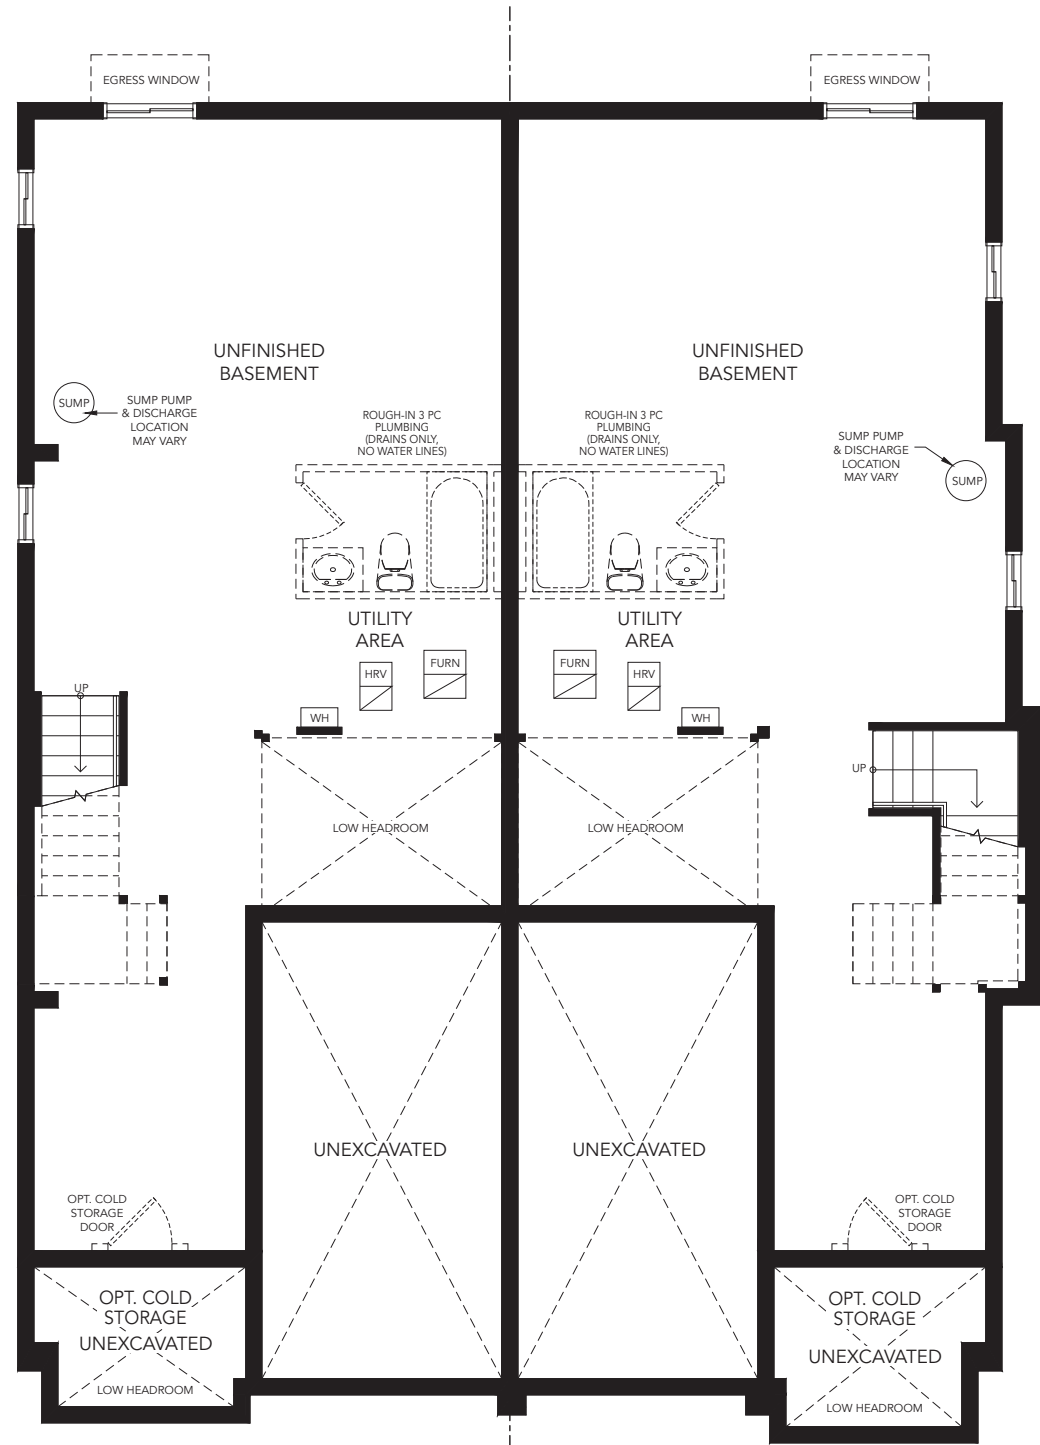 EGRESS WINDOW
EGRESS WINDOW
UNFINISHED
BASEMENT
UNFINISHED
BASEMENT
SUMP
SUMP PUMP
& DISCHARGE
LOCATION
MAY VARY
ROUGH-IN 3 PC
PLUMBING
(DRAINS ONLY,
NO WATER LINES)
ROUGH-IN 3 PC
PLUMBING
(DRAINS ONLY,
NO WATER LINES)
SUMP PUMP
& DISCHARGE
LOCATION
MAY VARY
SUMP
UTILITY
AREA
UTILITY
AREA
HRV
FURN
FURN
HRV
UP
WH
WH
UP
LOW HEADROOM
LOW HEADROOM
UNEXCAVATED
UNEXCAVATED
OPT. COLD
STORAGE
DOOR
OPT. COLD
STORAGE
DOOR
OPT. COLD
STORAGE
UNEXCAVATED
LOW HEADROOM
OPT. COLD
STORAGE
UNEXCAVATED
LOW HEADROOM